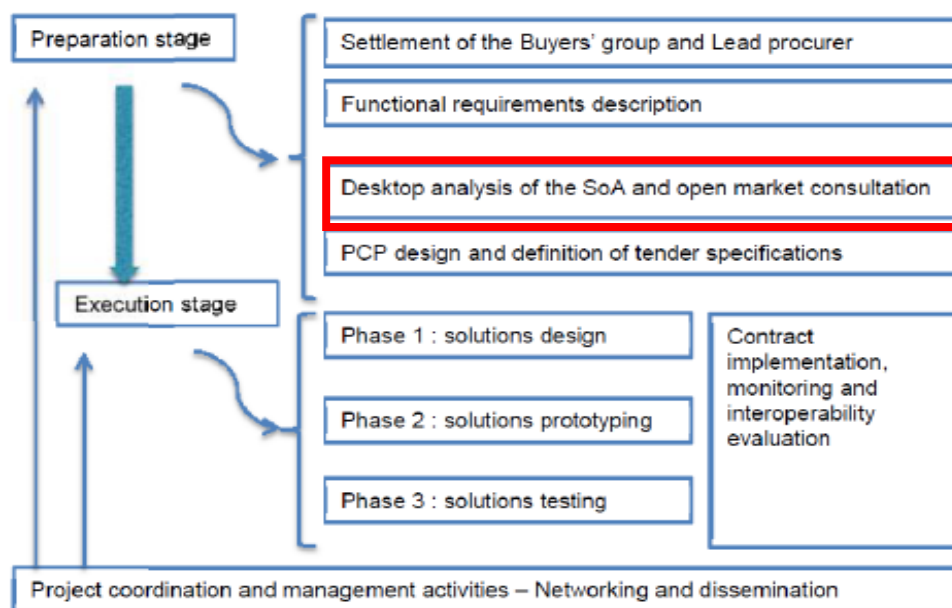 Preparation stage
Settlement of the Buyers' group and Lead procurer
Functional requirements description
Desktop analysis of the SoA and open market consultation
PCP design and definition of tender specifications
Execution stage
Phase 1 : solutions design
Phase 2 : solutions prototyping
Phase 3 : solutions testing
Contract
implementation,
monitoring and
interoperability
evaluation
Project coordination and management activities – Networking and dissemination